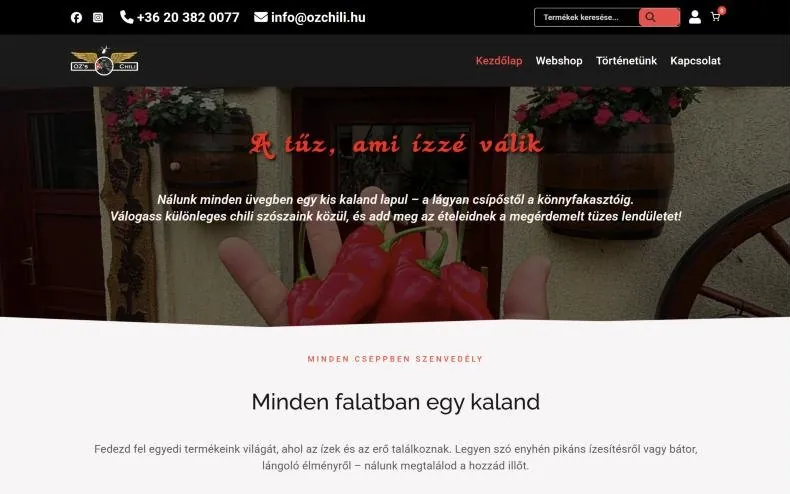 +36 20 382 0077 info@ozchili.hu
Termékek keresése...
0
OZ's CHILI
Kezdőlap Webshop Történetünk Kapcsolat
A tűz, ami ízzé válik
Nálunk minden üvegben egy kis kaland lapul – a lágyan csípőstől a könnyfakasztóig.
Válogass különleges chili szószaink közül, és add meg az ételeidnek a megérdemelt tüzes lendületet!
MINDEN CSEPPBEN SZENVEDÉLY
Minden falatban egy kaland
Fedezd fel egyedi termékeink világát, ahol az ízek és az erő találkoznak. Legyen szó enyhén pikáns ízesítésről vagy bátor,
lángoló élményről – nálunk megtalálod a hozzád illőt.